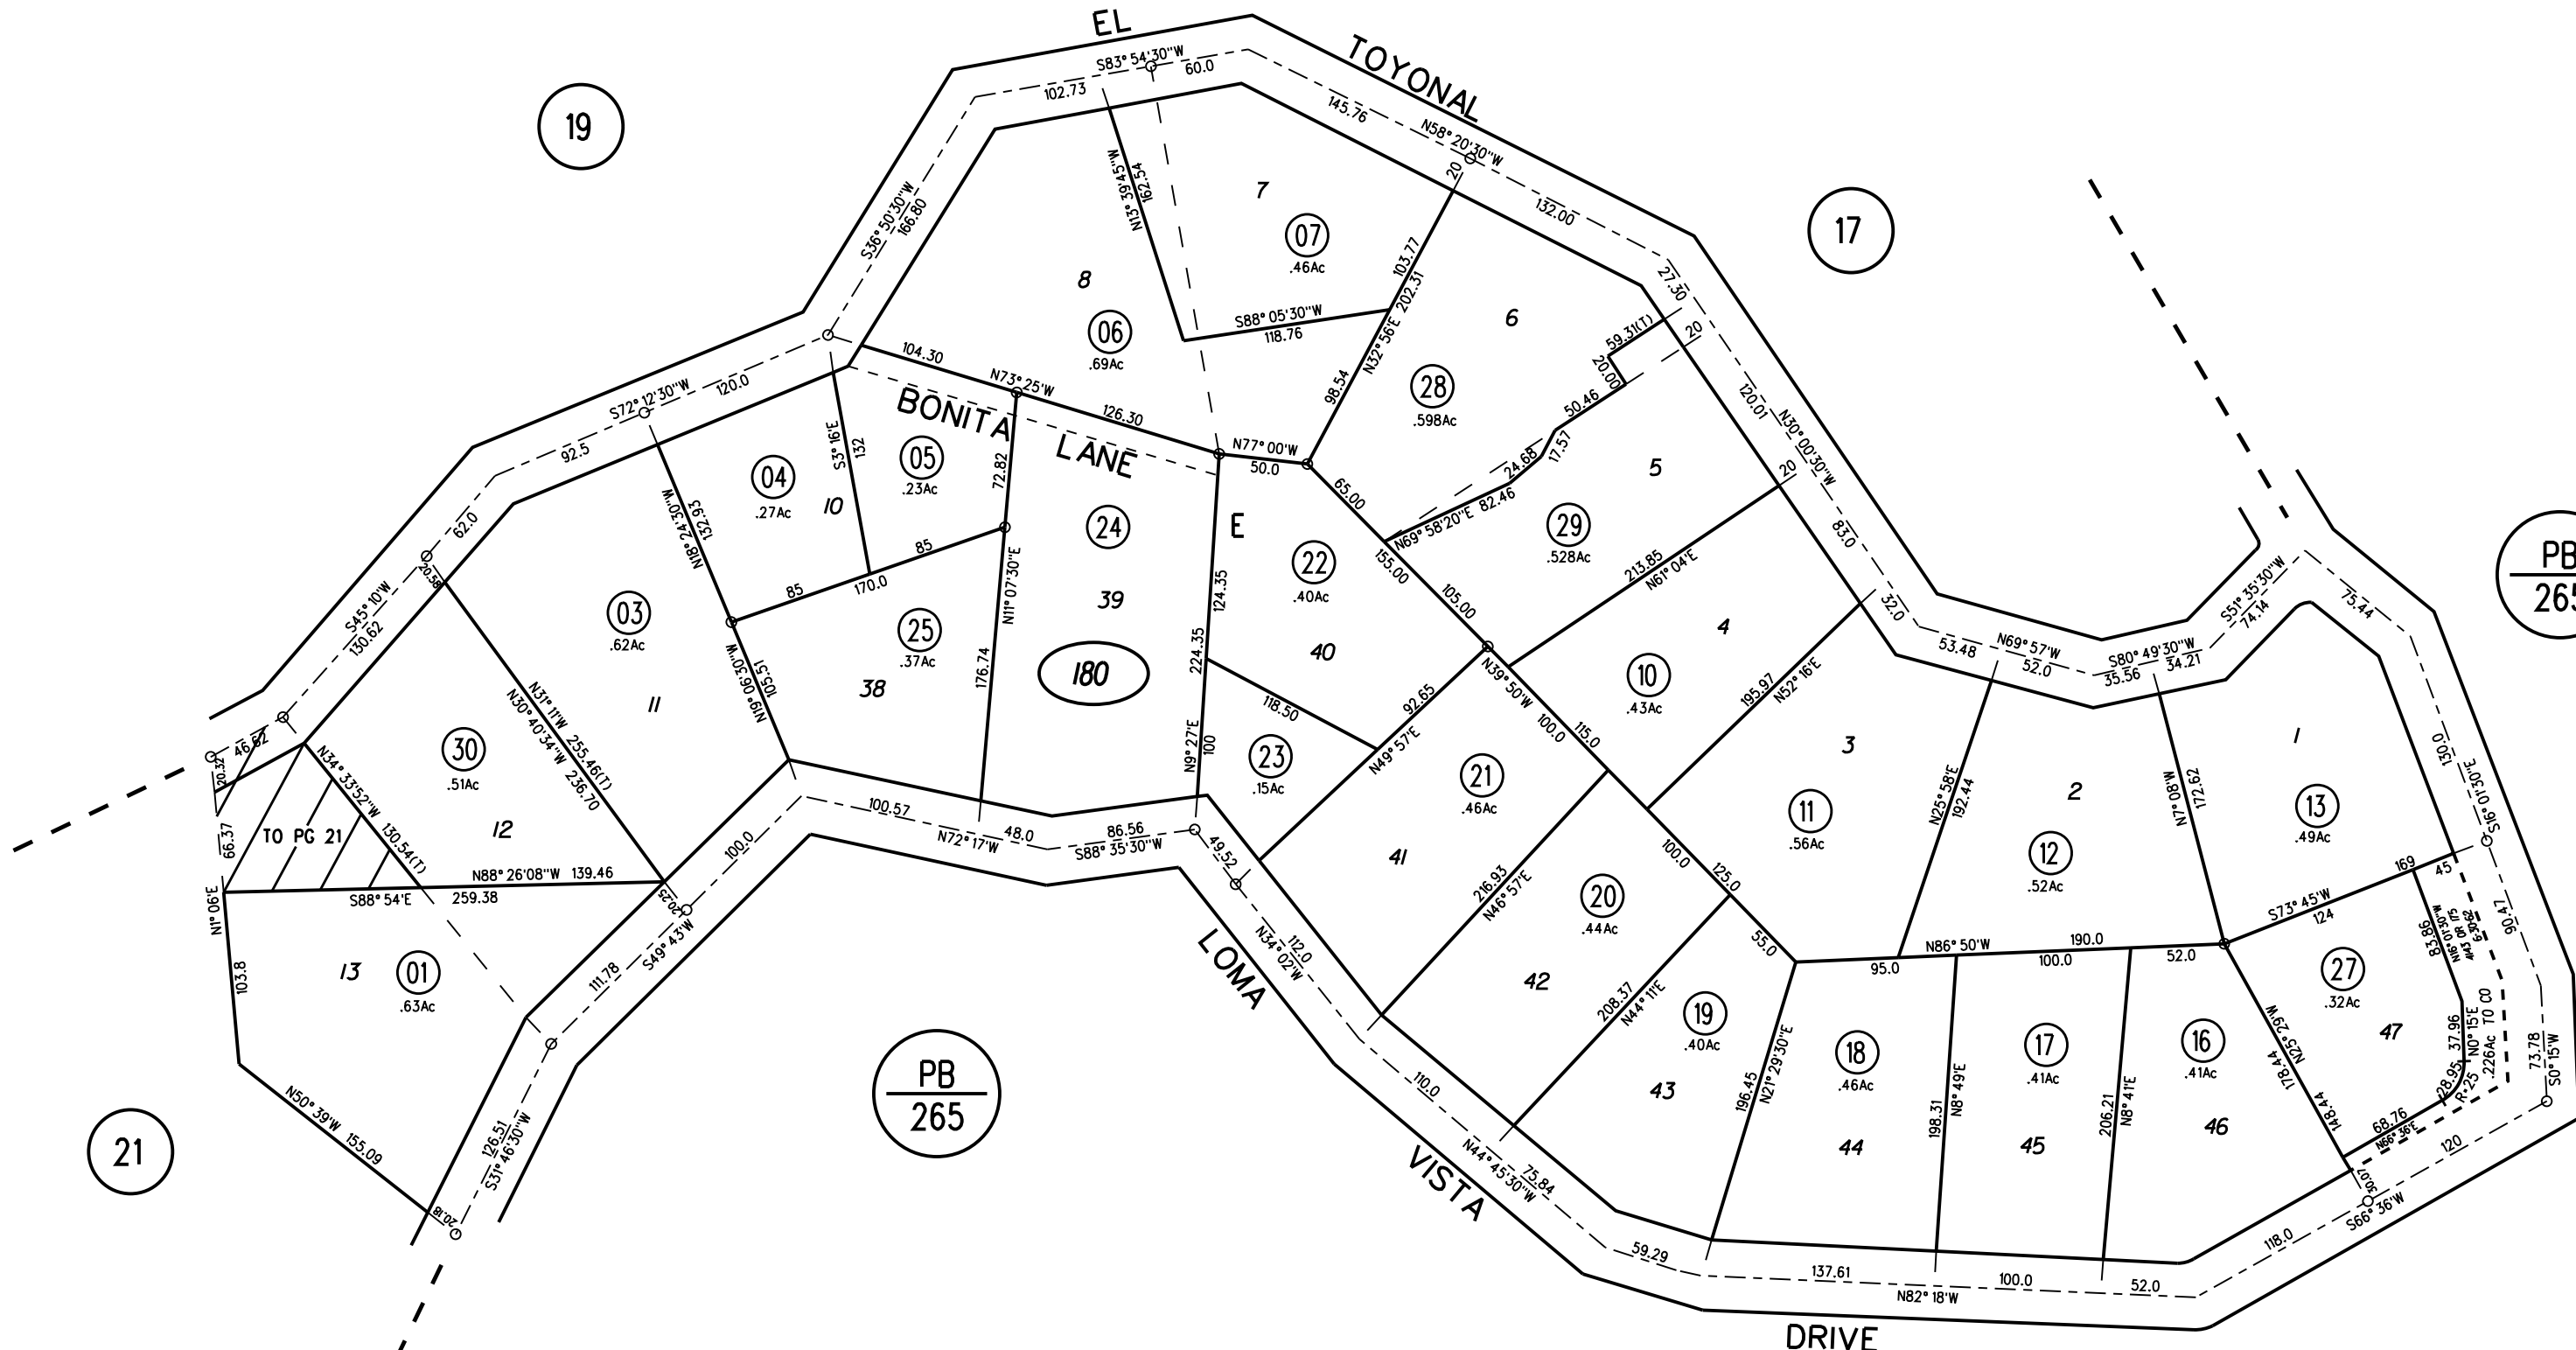 EL
TOYONAL
S83° 54'30"W
102.73
60.0
145.76
N58° 20'30"W
20
132.00
27.30
19
17
S36° 50'30"W
166.80
N13° 39'45"W
162.54
7
07
.46Ac
103.77
202.31
N32° 56'E
98.54
S88° 05'30"W
118.76
8
06
.69Ac
6
28
.598Ac
59.31(T)
20
20.00
50.46
17.57
24.68
N69° 58'20"E 82.46
120.01
N30° 00'30"W
83.0
32.0
104.30
N73° 25'W
126.30
BONITA
LANE
N77° 00'W
50.0
65.00
155.00
105.00
5
29
.528Ac
20
213.85
N61° 04'E
S72° 12'30"W
120.0
92.5
62.0
20.58
S45° 10'W
130.62
S3° 16'E
132
04
.27Ac
10
05
.23Ac
72.82
N18° 24'30"W
132.93
85
85
170.0
24
39
180
E
124.35
224.35
N9° 27'E
100
22
.40Ac
40
118.50
23
.15Ac
92.65
N49° 57'E
N11° 07'30"E
176.74
25
.37Ac
38
N19° 06'30"W
105.51
03
.62Ac
11
N31° 11'W 255.46(T)
N30° 40'34"W 236.70
30
.51Ac
12
46.62
20.32
N34° 33'52"W 130.54(T)
TO PG 21
66.37
N1° 06'E
N88° 26'08"W 139.46
S88° 54'E 259.38
103.8
13
01
.63Ac
N50° 39'W 155.09
20.18
126.51
S31° 46'30"W
111.78
S49° 43'W
20.25
100.0
100.57
N72° 17'W
48.0
86.56
S88° 35'30"W
49.52
112.0
N34° 02'W
LOMA
VISTA
DRIVE
21
PB
265
N39° 50'W
100.0
115.0
4
10
.43Ac
195.97
N52° 16'E
53.48
N69° 57'W
52.0
S80° 49'30"W
35.56
34.21
S51° 35'30"W
74.14
75.44
PB
265
21
.46Ac
41
216.93
N46° 57'E
20
.44Ac
42
100.0
125.0
55.0
208.37
N44° 11'E
3
11
.56Ac
N25° 58'E
192.44
2
12
.52Ac
N7° 08'W
172.62
1
13
.49Ac
130.0
S16° 01'30"E
169
45
S73° 45'W
124
90.47
83.86
N16° 01'30"W
N86° 50'W
190.0
95.0
100.0
52.0
19
.40Ac
43
196.45
N21° 29'30"E
18
.46Ac
44
198.31
N8° 49'E
17
.41Ac
45
206.21
N8° 41'E
16
.41Ac
46
N25° 29'W
178.44
148.44
27
.32Ac
47
37.96
N0° 15'E
.226Ac TO CO
28.95
R=25
73.78
S0° 15'W
68.76
N66° 36'E
30.07
120
S66° 36'W
118.0
110.0
N44° 45'30"W
75.84
59.29
137.61
100.0
52.0
N82° 18'W